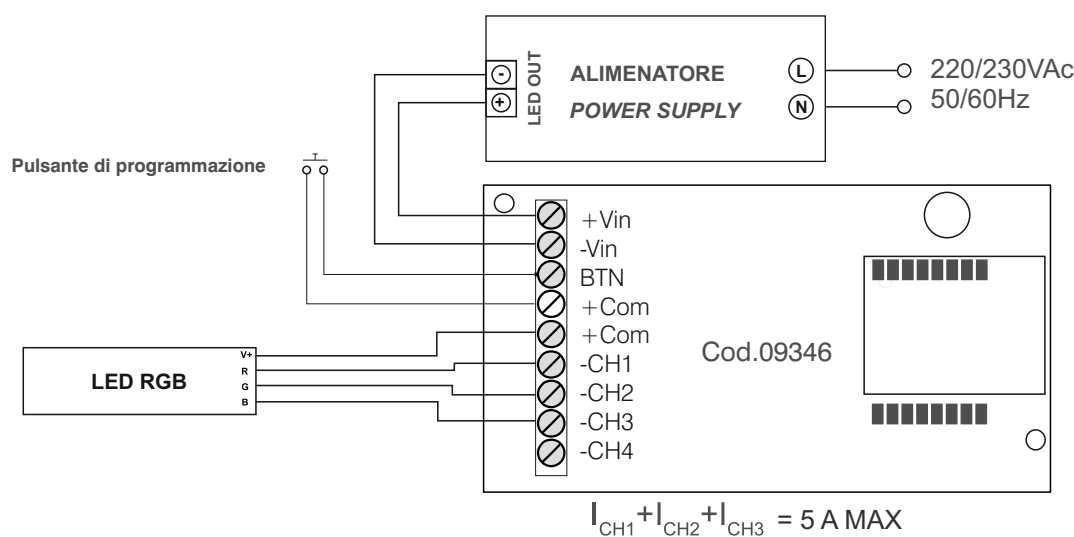 LED OUT
-
+
ALIMENATORE
POWER SUPPLY
L
N
220/230VAc
50/60Hz
Pulsante di programmazione
+Vin
-Vin
BTN
+Com
+Com
-CH1
-CH2
-CH3
-CH4
Cod.09346
LED RGB
V+
R
G
B
ICH1+ICH2+ICH3 = 5 A MAX